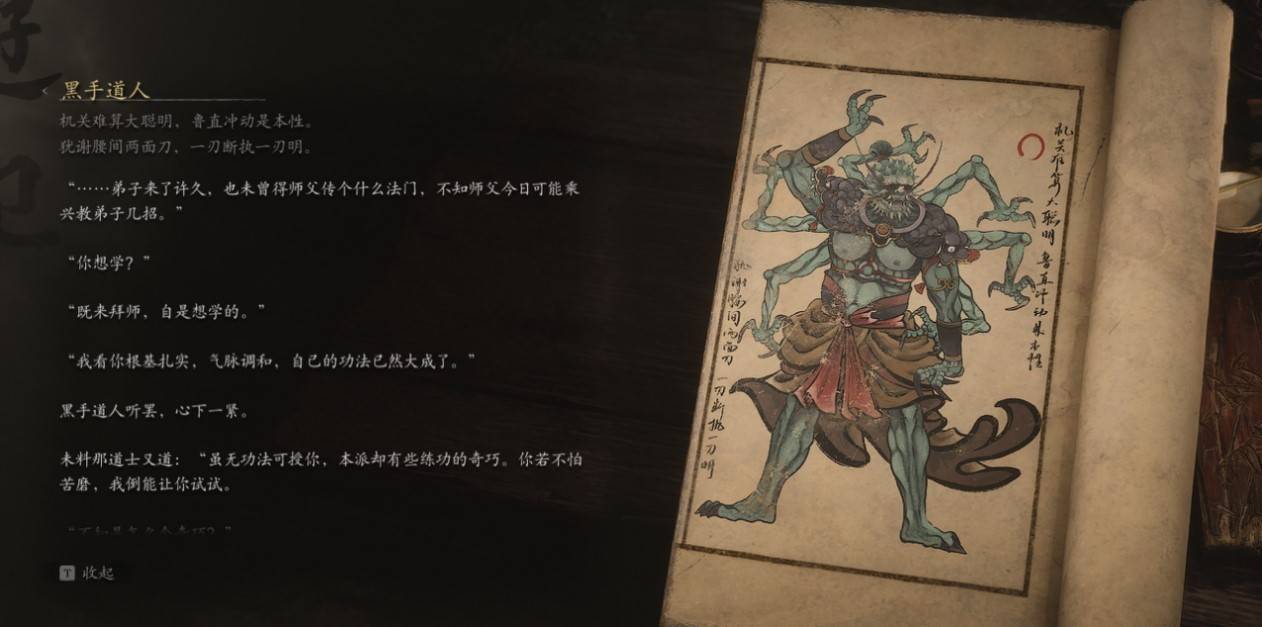 黑手道人
机关难算大聪明，鲁直冲动是本性。
犹谢腰间两面刀，一刃断执一刃明。
“……弟子来了许久，也未曾得师父传个什么法门，不知师父今日可能乘
兴教弟子几招。”
“你想学？”
“既来拜师，自是想学的。”
“我看你根基扎实，气脉调和，自己的功法已然大成了。”
黑手道人听罢，心下一紧。
未料那道士又道：“虽无功法可授你，本派却有些练功的奇巧。你若不怕
苦磨，我倒能让你试试。
“不知是怎么个奇巧？”
T 收起
机关难算大聪明 鲁直冲动是本性
犹谢腰间两面刀 一刃断执一刃明